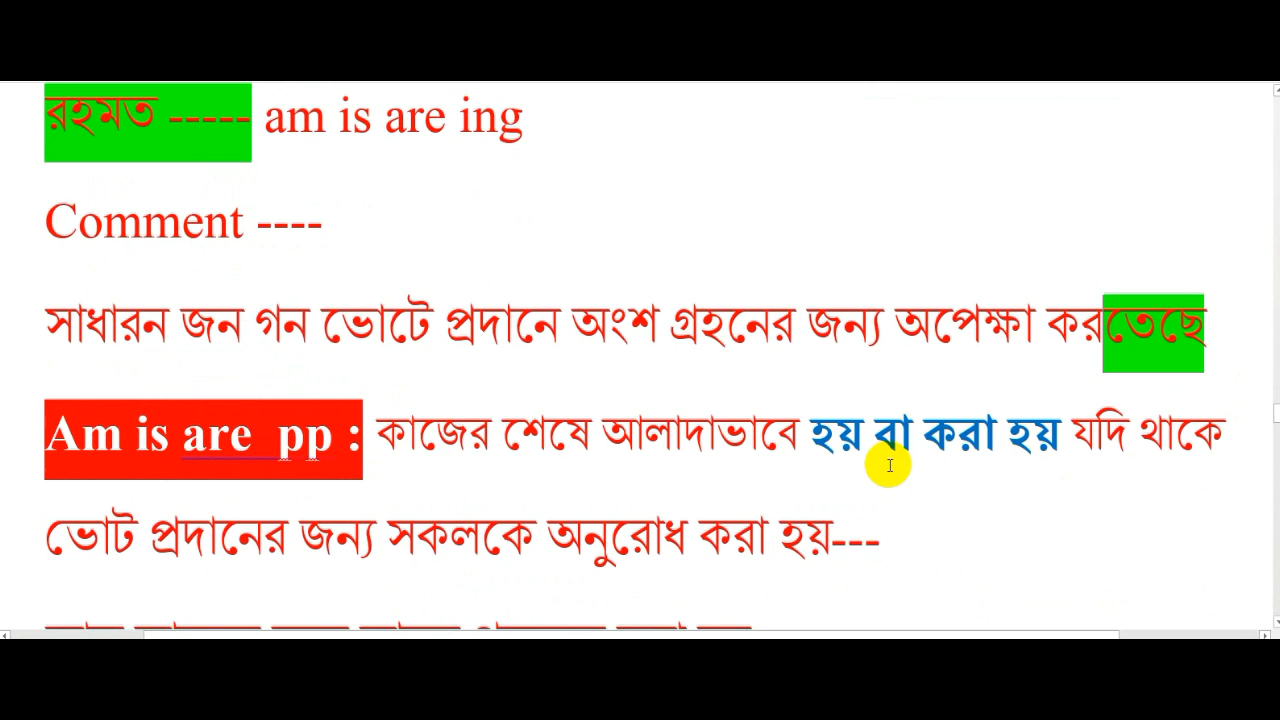 রহমত ----- am is are ing
Comment ----
সাধারন জন গন ভোটে প্রদানে অংশ গ্রহনের জন্য অপেক্ষা করতেছে
Am is are pp : কাজের শেষে আলাদাভাবে হয় বা করা হয় যদি থাকে
ভোট প্রদানের জন্য সকলকে অনুরোধ করা হয়---